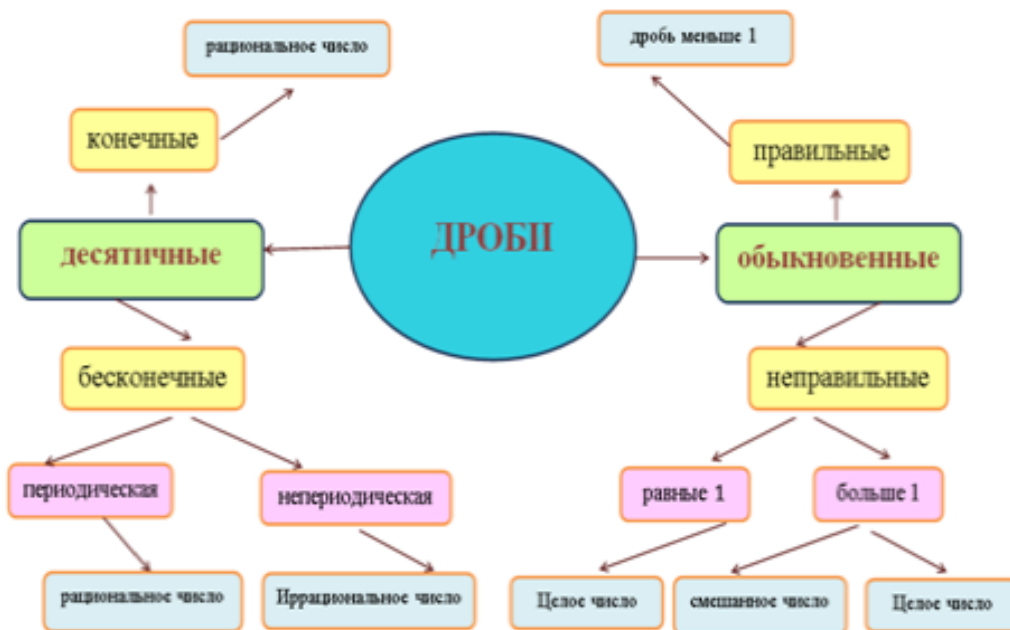 рациональное число
дробь меньше 1
конечные
правильные
ДРОБИ
десятичные
обыкновенные
бесконечные
неправильные
периодическая
непериодическая
равные 1
больше 1
рациональное число
Иррациональное число
Целое число
смешанное число
Целое число